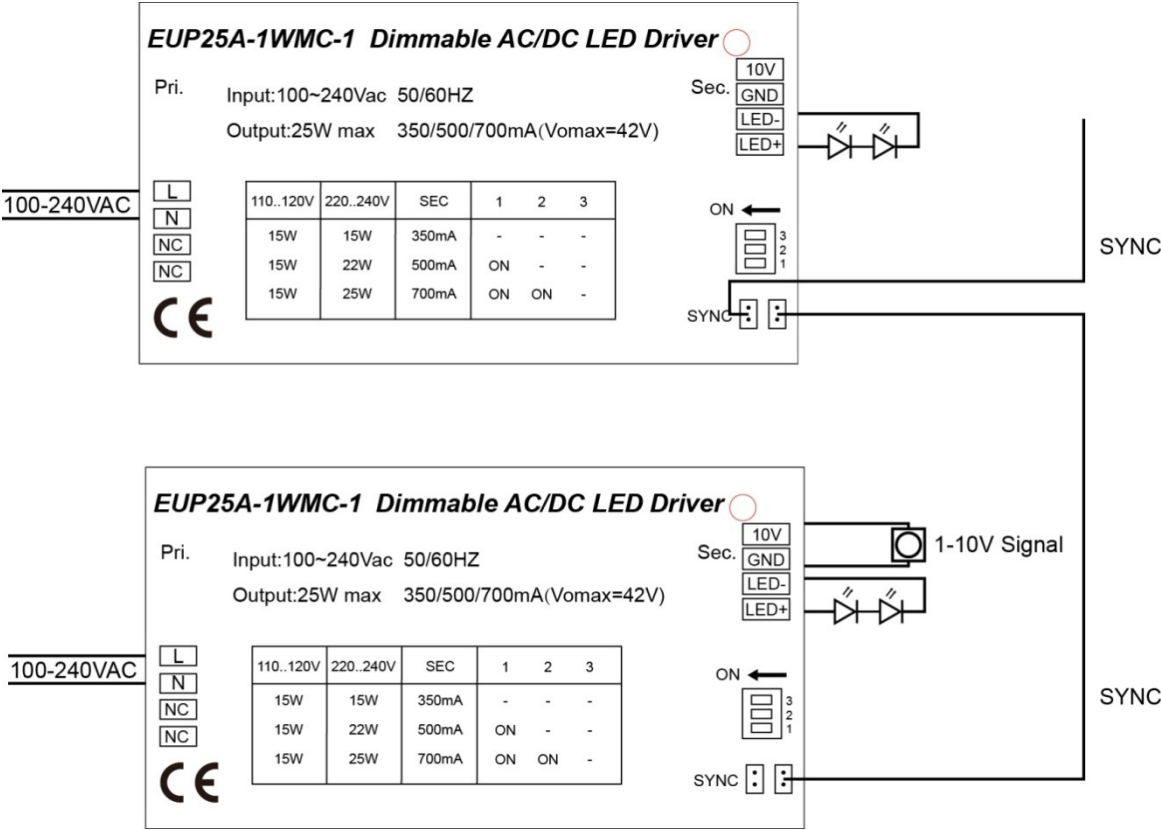 EUP25A-1WMC-1 Dimmable AC/DC LED Driver
Pri.
Input:100~240Vac 50/60HZ
Output:25W max 350/500/700mA(Vomax=42V)
Sec.
10V
GND
LED-
LED+
100-240VAC
L
N
NC
NC
110..120V 220..240V SEC 1 2 3
15W 15W 350mA - - -
15W 22W 500mA ON - -
15W 25W 700mA ON ON -
CE
ON
3
2
1
SYNC
SYNC
EUP25A-1WMC-1 Dimmable AC/DC LED Driver
Pri.
Input:100~240Vac 50/60HZ
Output:25W max 350/500/700mA(Vomax=42V)
Sec.
10V
GND
LED-
LED+
1-10V Signal
100-240VAC
L
N
NC
NC
110..120V 220..240V SEC 1 2 3
15W 15W 350mA - - -
15W 22W 500mA ON - -
15W 25W 700mA ON ON -
CE
ON
3
2
1
SYNC
SYNC